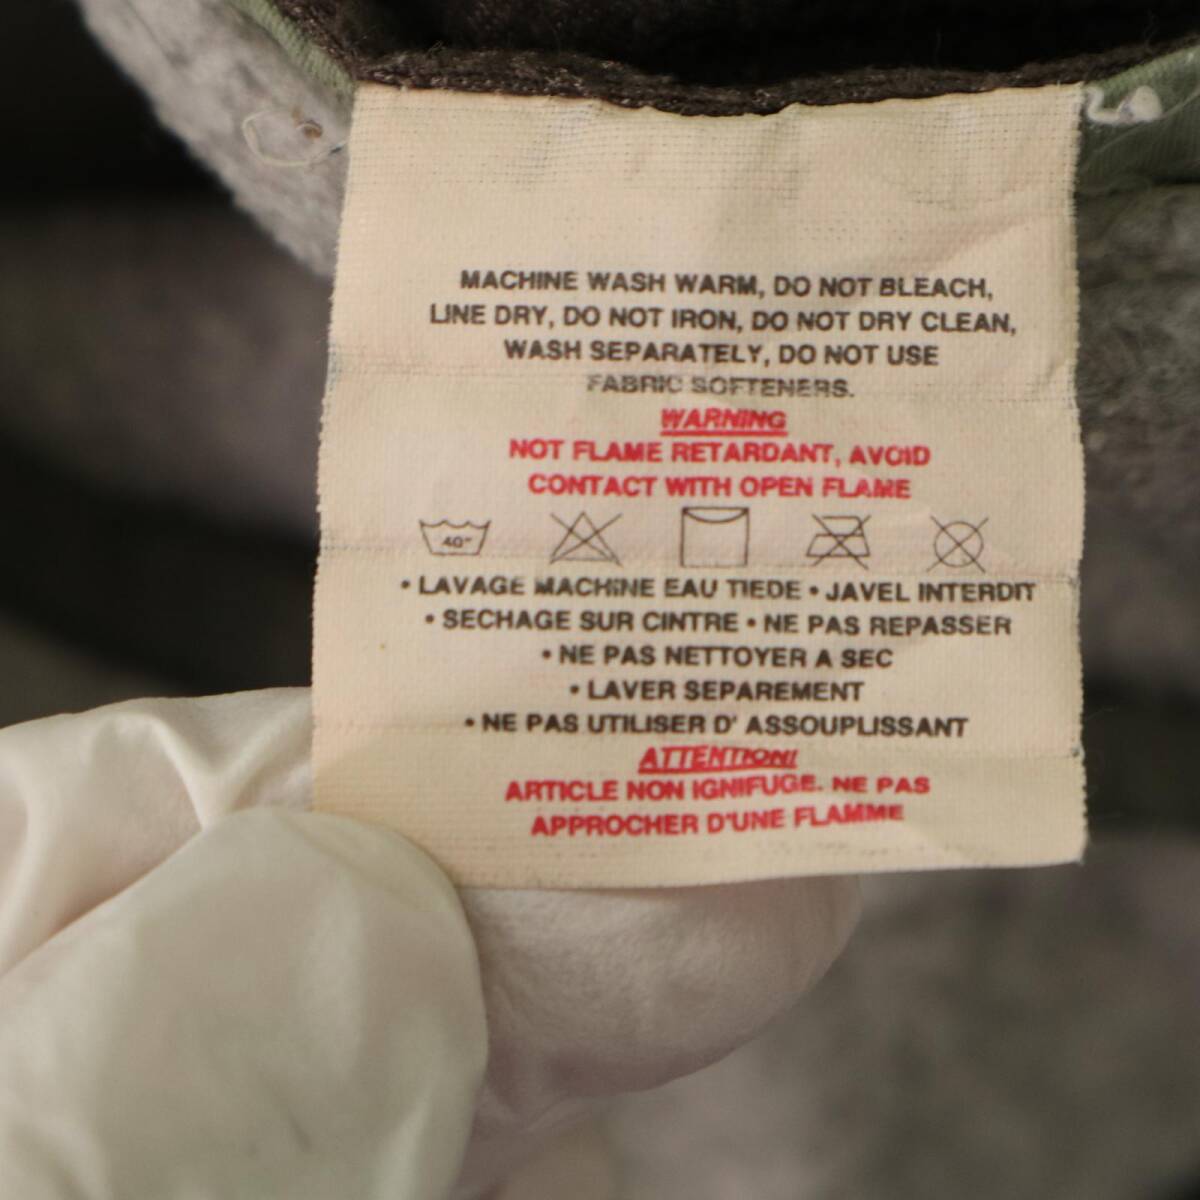 MACHINE WASH WARM, DO NOT BLEACH,
LINE DRY, DO NOT IRON, DO NOT DRY CLEAN,
WASH SEPARATELY, DO NOT USE
FABRIC SOFTENERS.
WARNING
NOT FLAME RETARDANT, AVOID
CONTACT WITH OPEN FLAME
40°
• LAVAGE MACHINE EAU TIEDE • JAVEL INTERDIT
• SECHAGE SUR CINTRE • NE PAS REPASSER
• NE PAS NETTOYER A SEC
• LAVER SEPAREMENT
• NE PAS UTILISER D' ASSOUPLISSANT
ATTENTION!
ARTICLE NON IGNIFUGE. NE PAS
APPROCHER D'UNE FLAMME